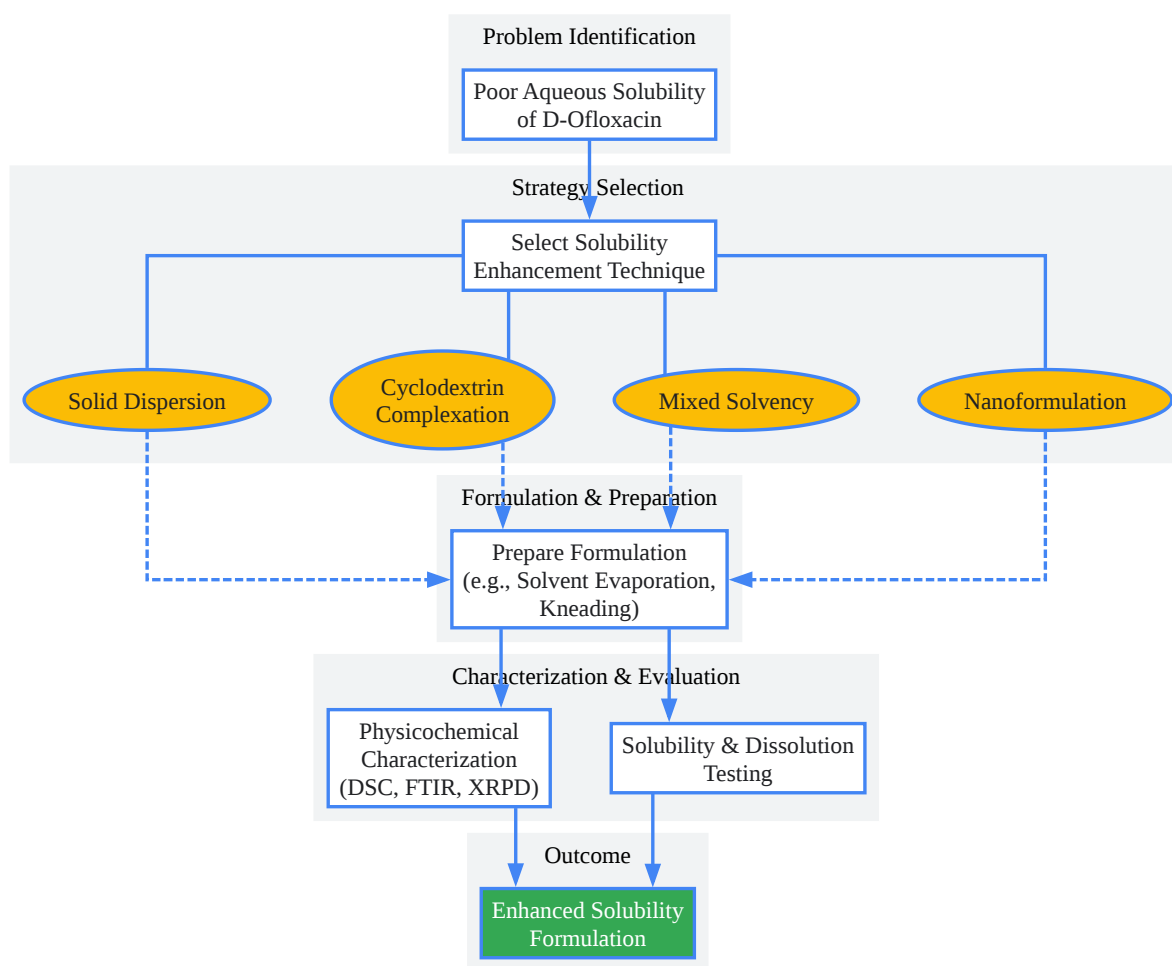 Problem Identification
Poor Aqueous Solubility
of D-Ofloxacin
Strategy Selection
Select Solubility
Enhancement Technique
Solid Dispersion
Cyclodextrin
Complexation
Mixed Solvency
Nanoformulation
Formulation & Preparation
Prepare Formulation
(e.g., Solvent Evaporation,
Kneading)
Characterization & Evaluation
Physicochemical
Characterization
(DSC, FTIR, XRPD)
Solubility & Dissolution
Testing
Outcome
Enhanced Solubility
Formulation